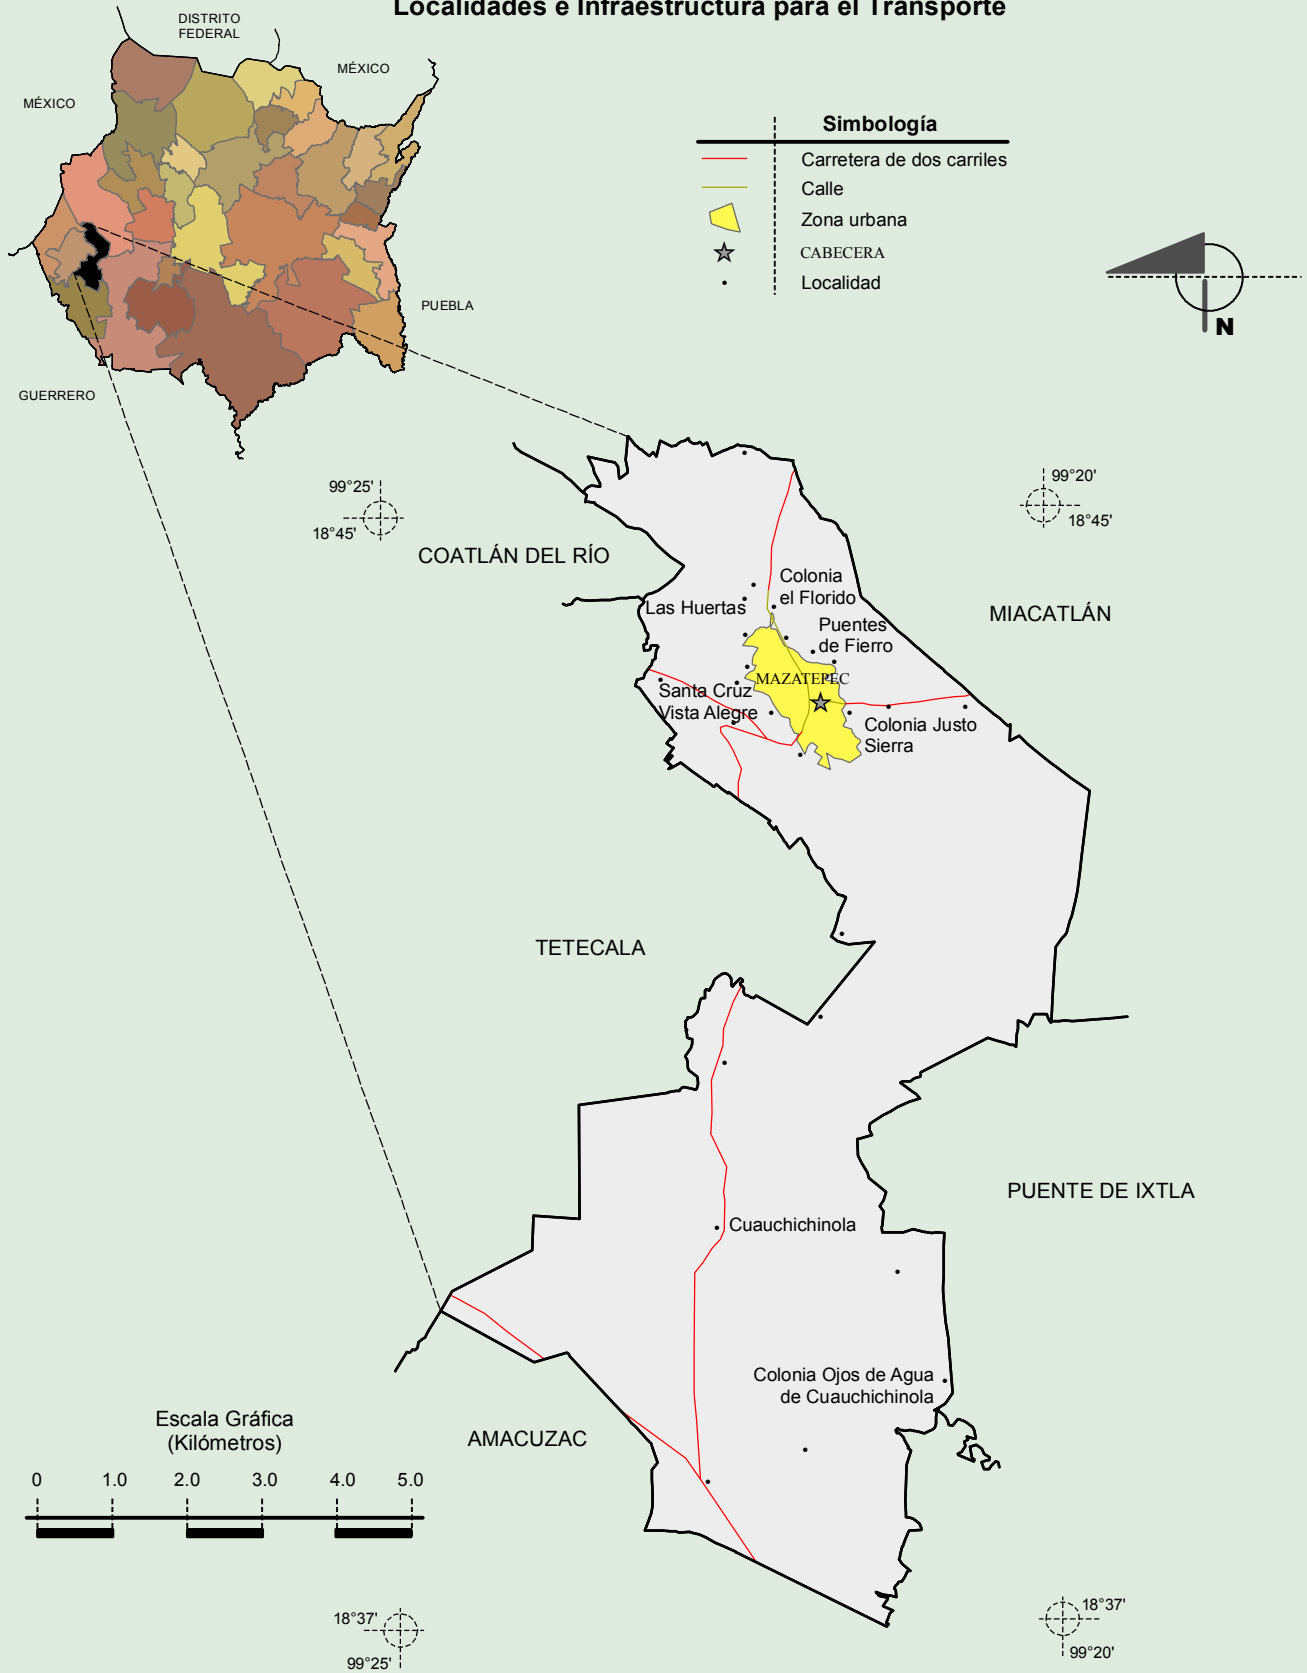 Localidades e Infraestructura para el Transporte
DISTRITO
FEDERAL
MÉXICO
MÉXICO
PUEBLA
GUERRERO
Simbología
Carretera de dos carriles
Calle
Zona urbana
CABECERA
Localidad
N
99°25'
18°45'
99°20'
18°45'
COATLÁN DEL RÍO
MIACATLÁN
Colonia
el Florido
Las Huertas
Puentes
de Fierro
MAZATEPEC
Santa Cruz
Vista Alegre
Colonia Justo
Sierra
TETECALA
PUENTE DE IXTLA
Cuauchichinola
Colonia Ojos de Agua
de Cuauchichinola
AMACUZAC
Escala Gráfica
(Kilómetros)
0 1.0 2.0 3.0 4.0 5.0
18°37'
99°25'
18°37'
99°20'